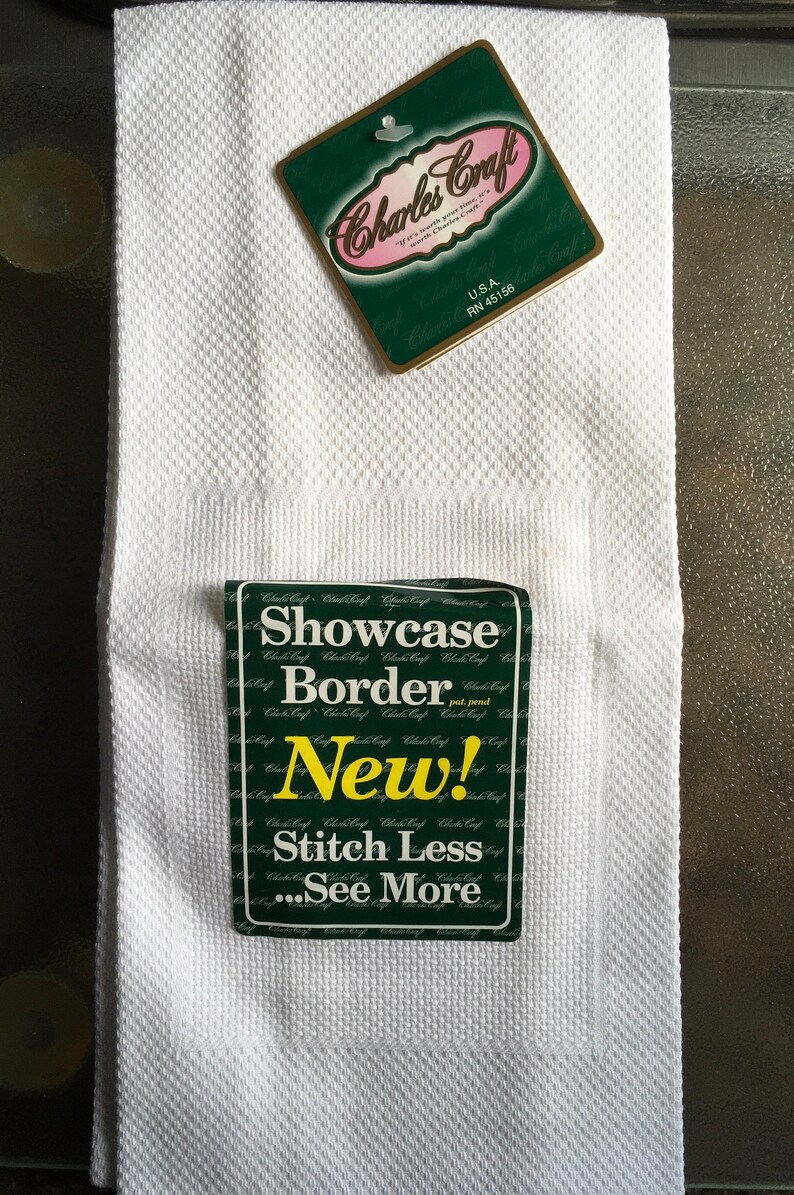 Charles Craft
"If it's worth your time, it's
worth Charles Craft."
U.S.A.
RN 45156
Showcase
Border pat. pend
New!
Stitch Less
...See More